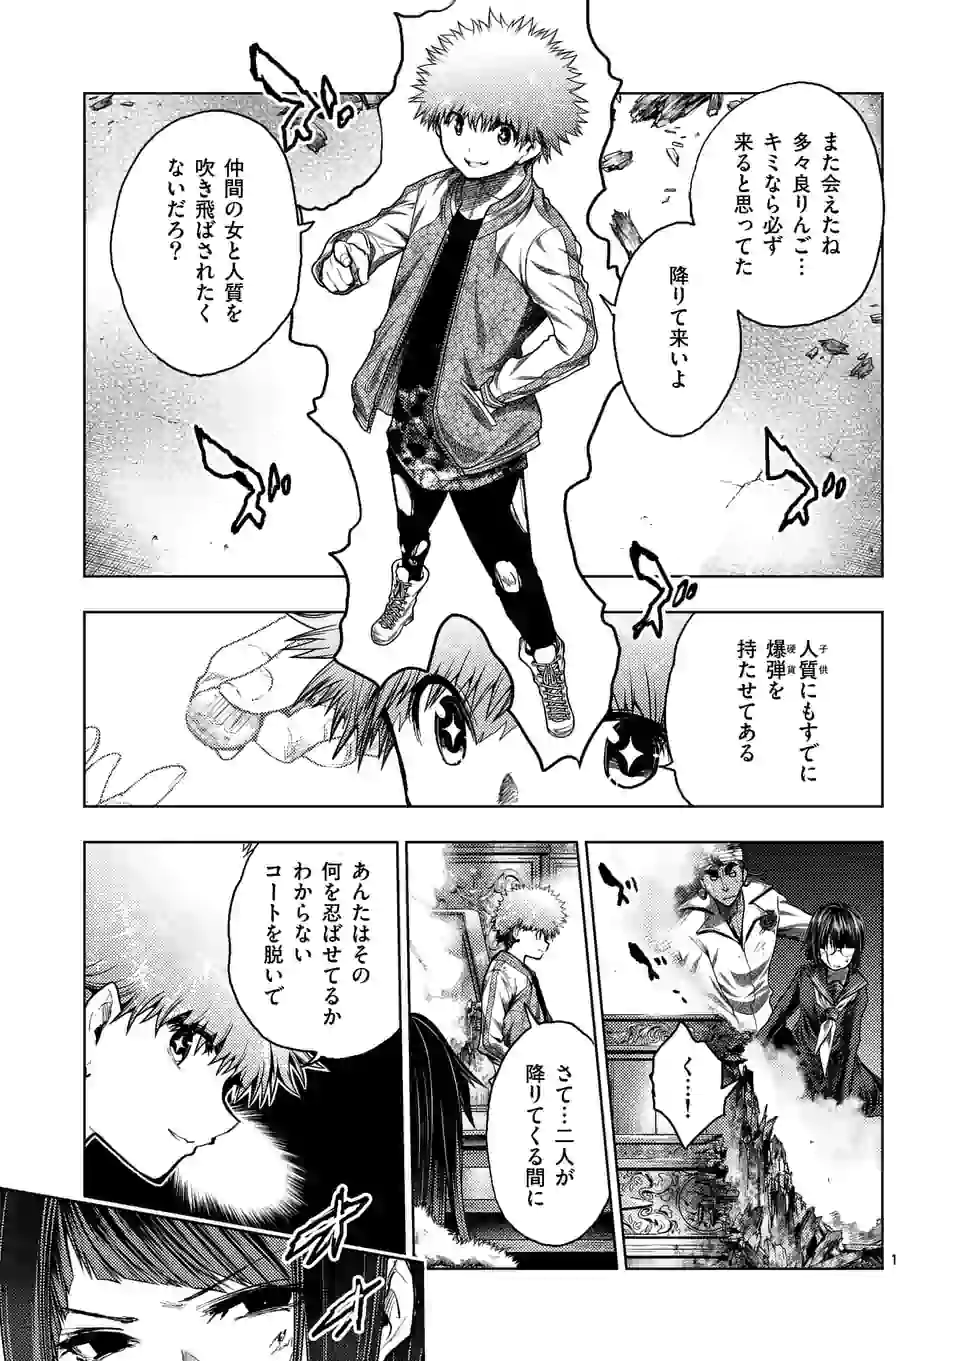 また会えたね
多々良りんご…
キミなら必ず
来ると思ってた
降りて来いよ
仲間の女と人質を
吹き飛ばされたく
ないだろ？
人質にもすでに
子供
爆弾を
硬貨
持たせてある
く…！
さて…二人が
降りてくる間に
あんたはその
何を忍ばせてるか
わからない
コートを脱いで
1